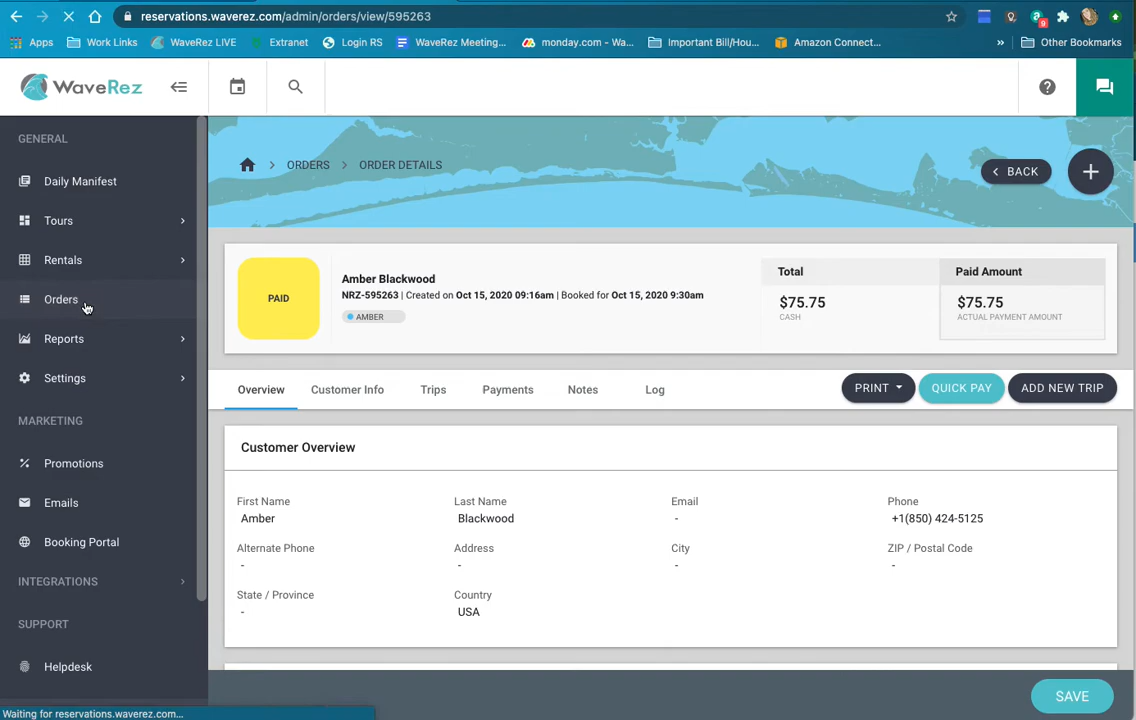 reservations.waverez.com/admin/orders/view/595263
Apps Work Links WaveRez LIVE Extranet Login RS WaveRez Meeting... monday.com - Wa... Important Bill/Hou... Amazon Connect... » Other Bookmarks
9
WaveRez
GENERAL
Daily Manifest
Tours
Rentals
Orders
Reports
Settings
MARKETING
Promotions
Emails
Booking Portal
INTEGRATIONS
SUPPORT
Helpdesk
ORDERS > ORDER DETAILS
BACK
PAID
Amber Blackwood
NRZ-595263 | Created on Oct 15, 2020 09:16am | Booked for Oct 15, 2020 9:30am
AMBER
Total
$75.75
CASH
Paid Amount
$75.75
ACTUAL PAYMENT AMOUNT
Overview Customer Info Trips Payments Notes Log
PRINT QUICK PAY ADD NEW TRIP
Customer Overview
First Name Last Name Email Phone
Amber Blackwood - +1(850) 424-5125
Alternate Phone Address City ZIP / Postal Code
- - - -
State / Province Country
- USA
SAVE
Waiting for reservations.waverez.com...